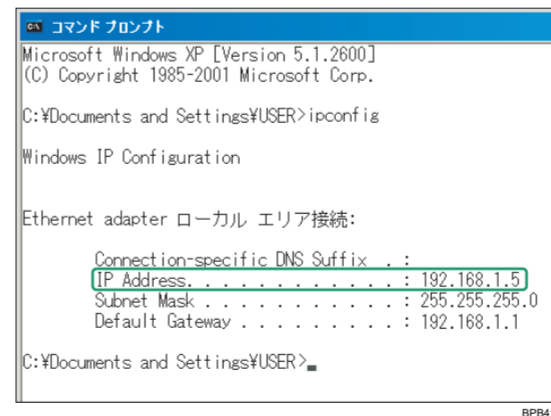 コマンド プロンプト
Microsoft Windows XP [Version 5.1.2600]
(C) Copyright 1985-2001 Microsoft Corp.
C:¥Documents and Settings¥USER>ipconfig
Windows IP Configuration
Ethernet adapter ローカル エリア接続:
Connection-specific DNS Suffix . :
IP Address. . . . . . . . . . . . : 192.168.1.5
Subnet Mask . . . . . . . . . . . : 255.255.255.0
Default Gateway . . . . . . . . . : 192.168.1.1
C:¥Documents and Settings¥USER>_